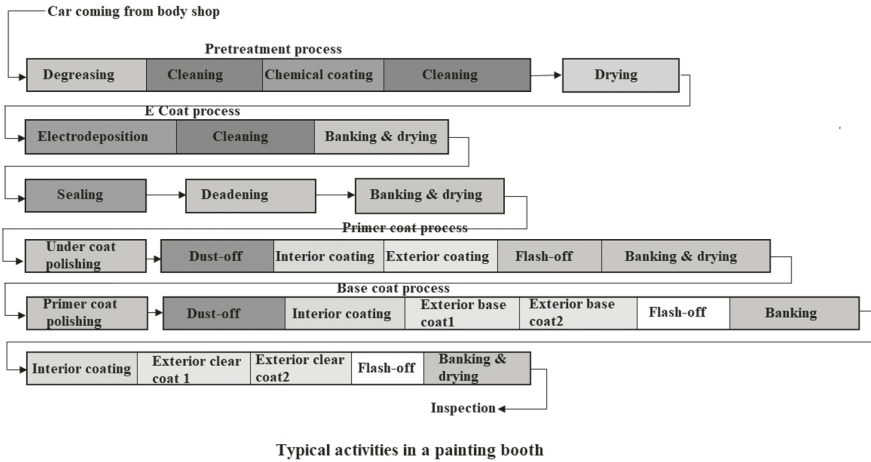 Car coming from body shop
Pretreatment process
Degreasing
Cleaning
Chemical coating
Cleaning
Drying
E Coat process
Electrodeposition
Cleaning
Banking & drying
Sealing
Deadening
Banking & drying
Primer coat process
Under coat
polishing
Dust-off
Interior coating
Exterior coating
Flash-off
Banking & drying
Base coat process
Primer coat
polishing
Dust-off
Interior coating
Exterior base
coat1
Exterior base
coat2
Flash-off
Banking
Interior coating
Exterior clear
coat 1
Exterior clear
coat2
Flash-off
Banking &
drying
Inspection
Typical activities in a painting booth